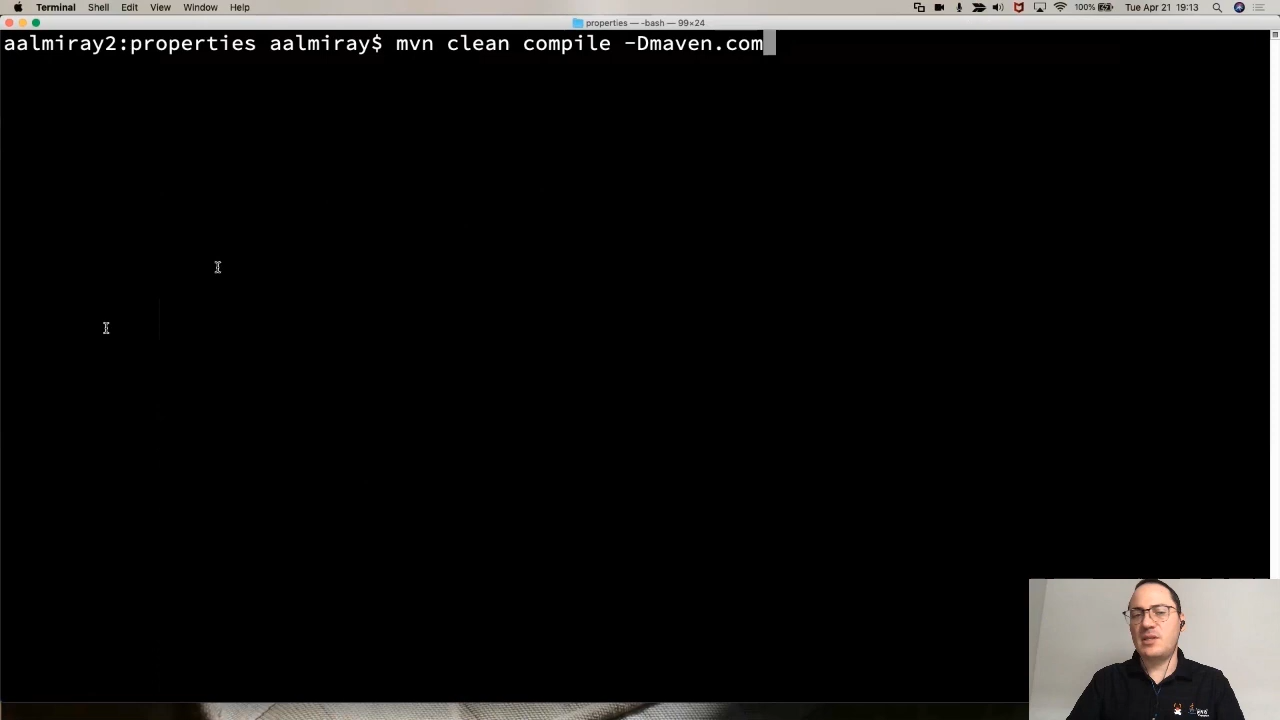 Terminal Shell Edit View Window Help 100% Tue Apr 21 19:13
properties — -bash — 99×24
aalmiray2:properties aalmiray$ mvn clean compile -Dmaven.com